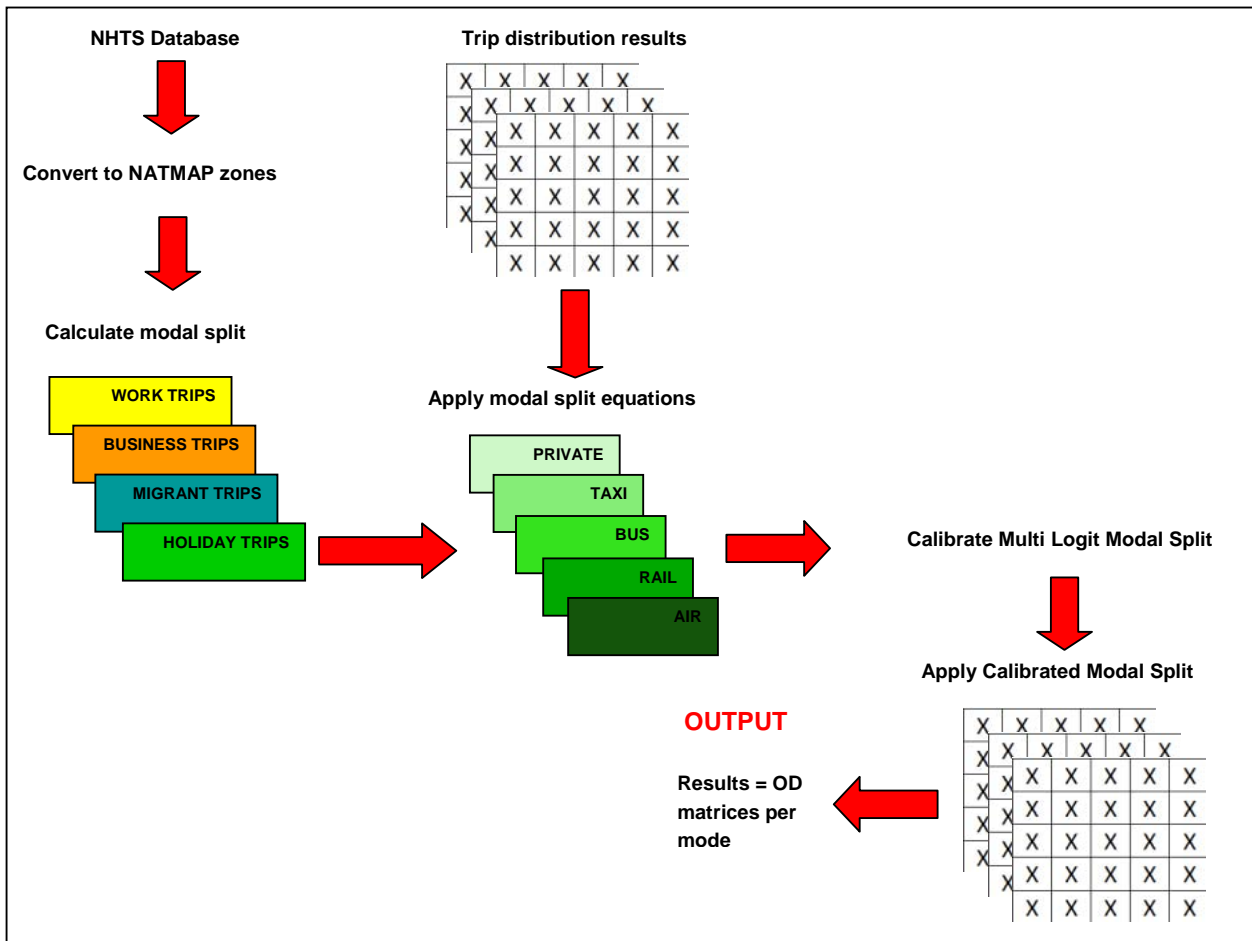 NHTS Database
Convert to NATMAP zones
Calculate modal split
WORK TRIPS
BUSINESS TRIPS
MIGRANT TRIPS
HOLIDAY TRIPS
Trip distribution results
X X X X X
X X X X X X
X X X X X X X
X X X X X X
X X X X X X X
X X X X X X
X X X X X X
Apply modal split equations
PRIVATE
TAXI
BUS
RAIL
AIR
Calibrate Multi Logit Modal Split
Apply Calibrated Modal Split
X X X X X
X X X X X X
X X X X X X X
X X X X X X
X X X X X X X
X X X X X X
X X X X X X
OUTPUT
Results = OD
matrices per
mode